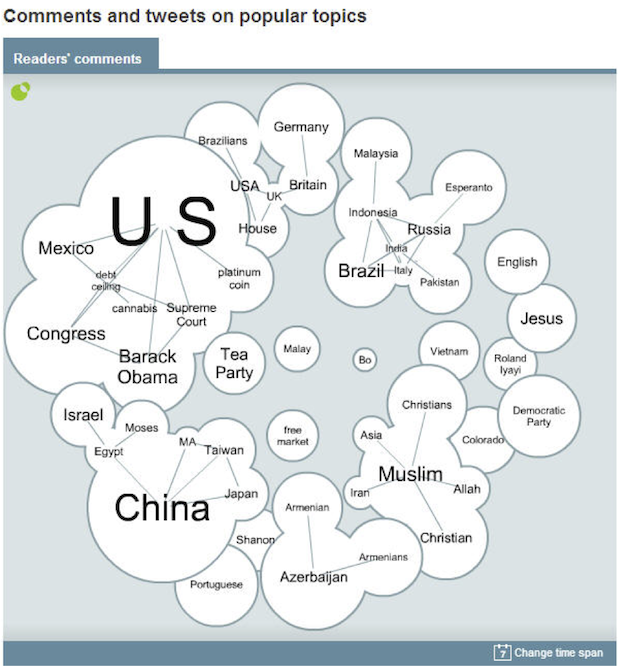 Comments and tweets on popular topics
Readers' comments
Germany
Brazilians
Malaysia
USA
UK
Britain
Esperanto
U S
Indonesia
House
Russia
Mexico
India
English
debt
ceiling
platinum
coin
Brazil
Italy
Pakistan
cannabis
Supreme
Court
Jesus
Congress
Barack
Obama
Tea
Party
Malay
Bo
Vietnam
Roland
Iyayi
Israel
Moses
Christians
Democratic
Party
MA
Egypt
Taiwan
free
market
Asia
Colorado
Muslim
China
Japan
Iran
Allah
Armenian
Shanon
Christian
Armenians
Portuguese
Azerbaijan
7 Change time span